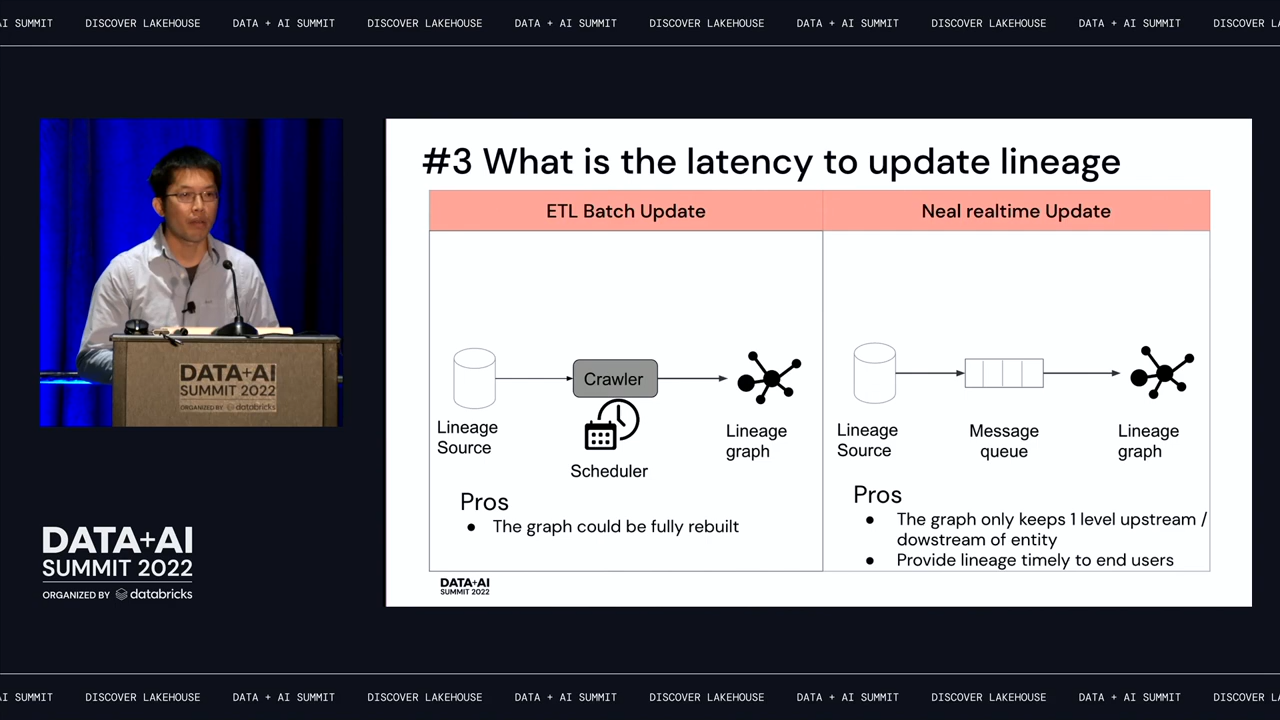 AI SUMMIT DISCOVER LAKEHOUSE DATA + AI SUMMIT DISCOVER LAKEHOUSE DATA + AI SUMMIT DISCOVER LAKEHOUSE DATA + AI SUMMIT DISCOVER LAKEHOUSE DATA + AI SUMMIT DISCOVER
#3 What is the latency to update lineage
ETL Batch Update
Neal realtime Update
Crawler
Lineage
Source
Scheduler
Lineage
graph
Pros
● The graph could be fully rebuilt
Lineage
Source
Message
queue
Lineage
graph
Pros
● The graph only keeps 1 level upstream /
dowstream of entity
● Provide lineage timely to end users
DATA+AI
SUMMIT 2022
DATA+AI
SUMMIT 2022
ORGANIZED BY databricks
DATA+AI
SUMMIT 2022
ORGANIZED BY databricks
AI SUMMIT DISCOVER LAKEHOUSE DATA + AI SUMMIT DISCOVER LAKEHOUSE DATA + AI SUMMIT DISCOVER LAKEHOUSE DATA + AI SUMMIT DISCOVER LAKEHOUSE DATA + AI SUMMIT DISCOVER